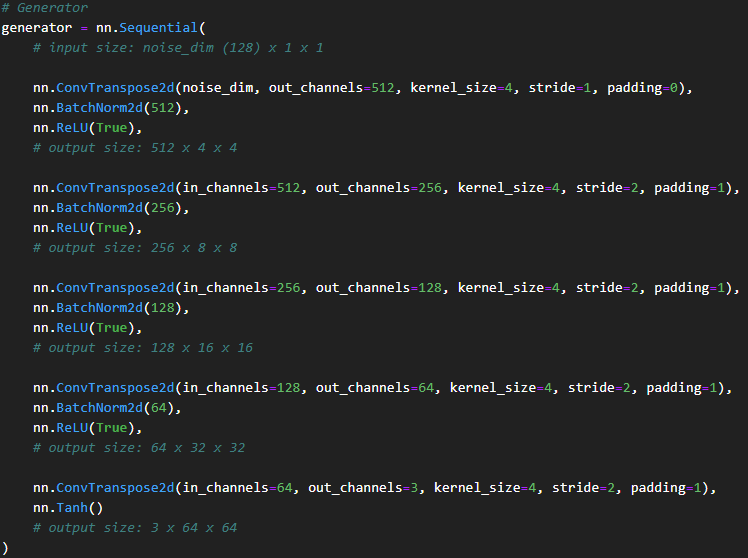 # Generator
generator = nn.Sequential(
    # input size: noise_dim (128) x 1 x 1

    nn.ConvTranspose2d(noise_dim, out_channels=512, kernel_size=4, stride=1, padding=0),
    nn.BatchNorm2d(512),
    nn.ReLU(True),
    # output size: 512 x 4 x 4

    nn.ConvTranspose2d(in_channels=512, out_channels=256, kernel_size=4, stride=2, padding=1),
    nn.BatchNorm2d(256),
    nn.ReLU(True),
    # output size: 256 x 8 x 8

    nn.ConvTranspose2d(in_channels=256, out_channels=128, kernel_size=4, stride=2, padding=1),
    nn.BatchNorm2d(128),
    nn.ReLU(True),
    # output size: 128 x 16 x 16

    nn.ConvTranspose2d(in_channels=128, out_channels=64, kernel_size=4, stride=2, padding=1),
    nn.BatchNorm2d(64),
    nn.ReLU(True),
    # output size: 64 x 32 x 32

    nn.ConvTranspose2d(in_channels=64, out_channels=3, kernel_size=4, stride=2, padding=1),
    nn.Tanh()
    # output size: 3 x 64 x 64
)